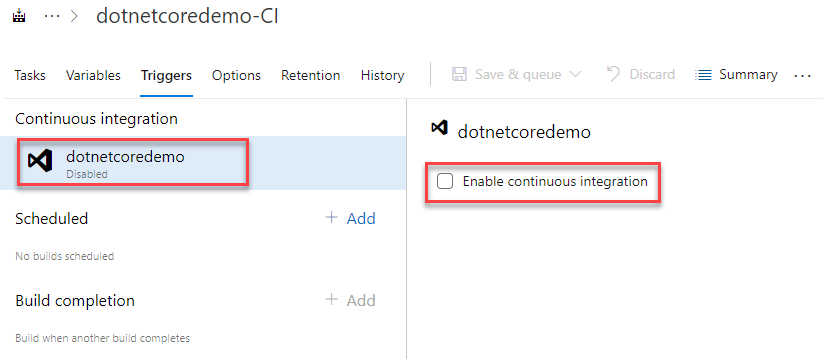 ... > dotnetcoredemo-CI
Tasks Variables Triggers Options Retention History Save & queue Discard Summary ...
Continuous integration
dotnetcoredemo
Disabled
Scheduled + Add
No builds scheduled
Build completion + Add
Build when another build completes
dotnetcoredemo
Enable continuous integration